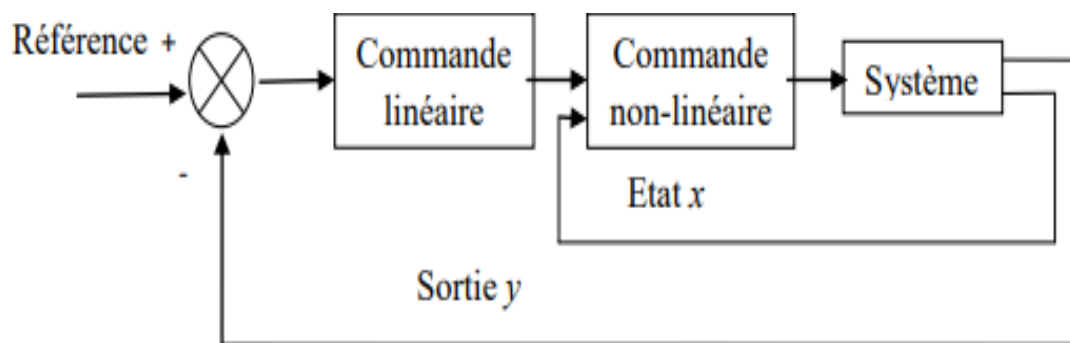 Référence +
Commande
linéaire
Commande
non-linéaire
Système
-
Etat x
Sortie y